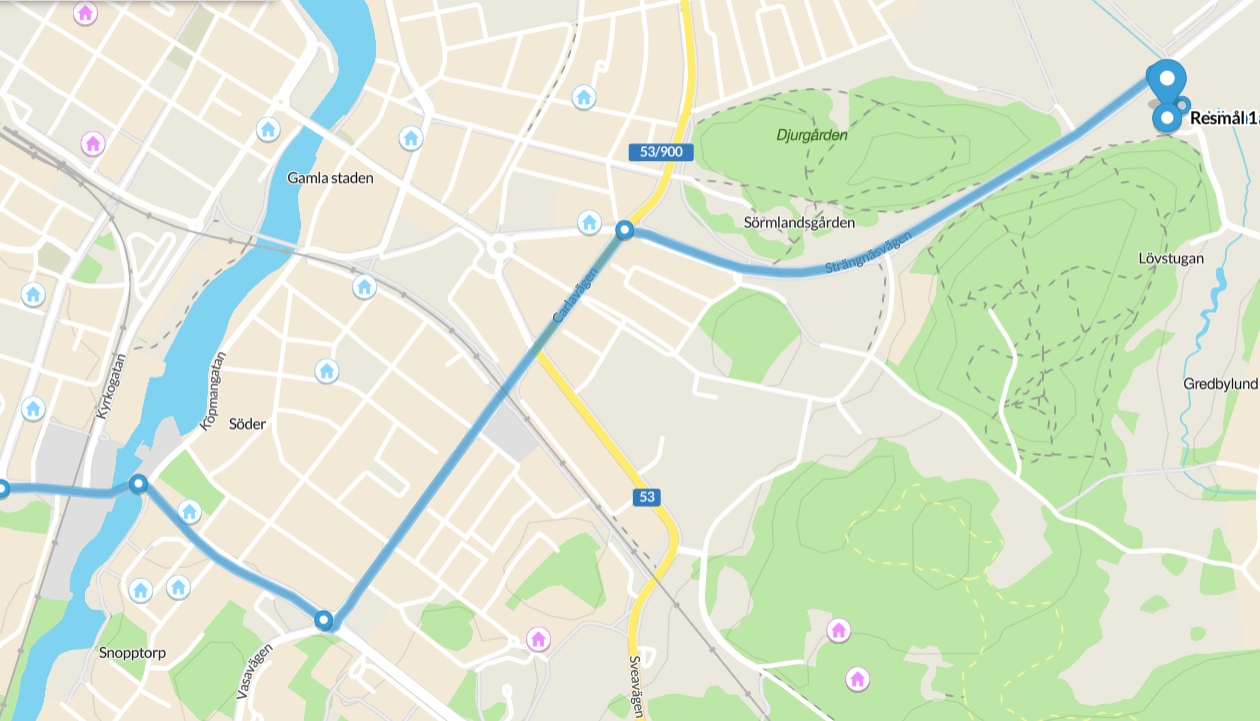 Resmål 1
Djurgården
53/900
Gamla staden
Sörmlandsgården
Strängnäsvägen
Lövstugan
Carlavägen
Kyrkogatan
Köpmangatan
Gredbylund
Söder
53
Snopptorp
Vasavägen
Sveavägen